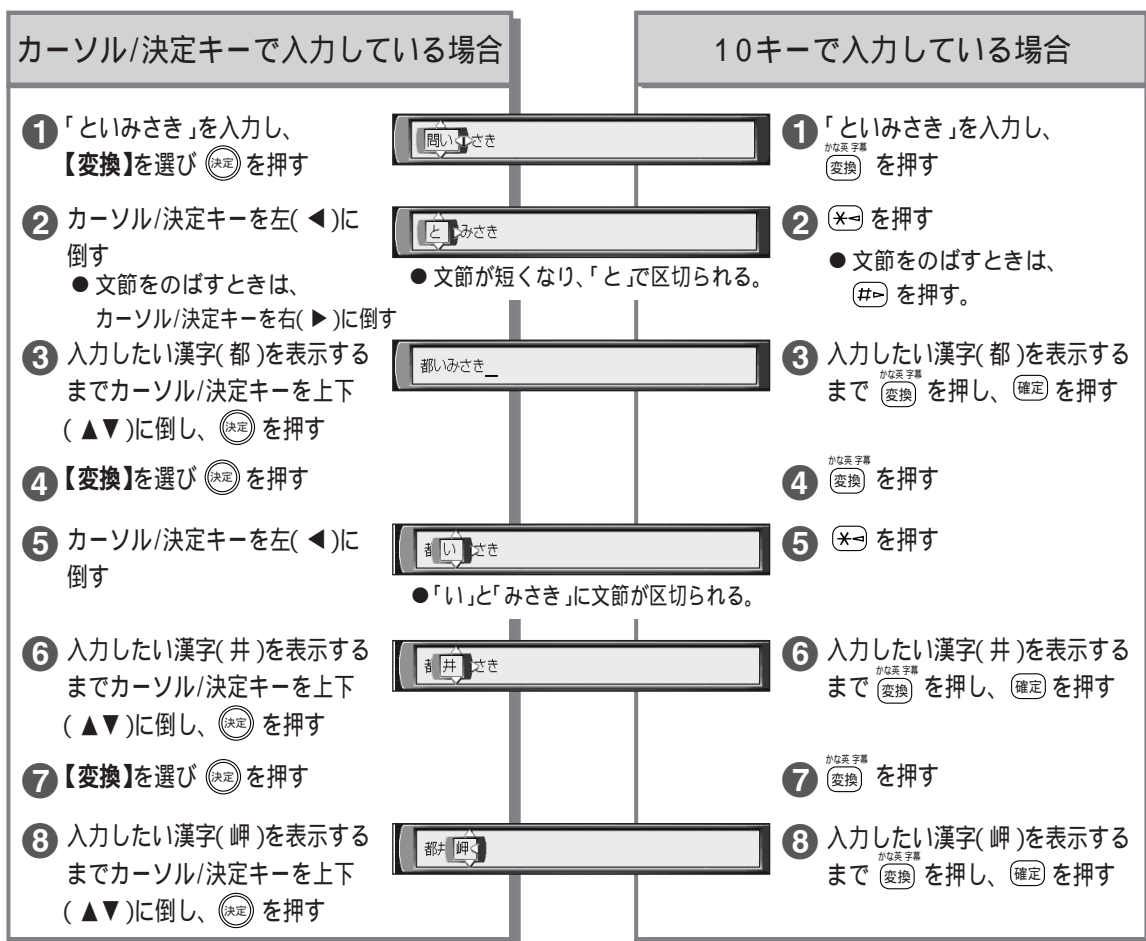 カーソル/決定キーで入力している場合
❶「といみさき」を入力し、
【変換】を選び 決定 を押す
❷ カーソル/決定キーを左(◀)に
倒す
● 文節をのばすときは、
カーソル/決定キーを右(▶)に倒す
❸ 入力したい漢字(都)を表示する
までカーソル/決定キーを上下
(▲▼)に倒し、決定 を押す
❹【変換】を選び 決定 を押す
❺ カーソル/決定キーを左(◀)に
倒す
❻ 入力したい漢字(井)を表示する
までカーソル/決定キーを上下
(▲▼)に倒し、決定 を押す
❼【変換】を選び 決定 を押す
❽ 入力したい漢字(岬)を表示する
までカーソル/決定キーを上下
(▲▼)に倒し、決定 を押す
問い さき
と みさき
● 文節が短くなり、「と」で区切られる。
都いみさき_
い さき
●「い」と「みさき」に文節が区切られる。
井 さき
都井 岬
10キーで入力している場合
❶「といみさき」を入力し、
かな英字幕
変換 を押す
❷ ＊◁ を押す
● 文節をのばすときは、
#▷ を押す。
❸ 入力したい漢字(都)を表示する
かな英字幕
まで 変換 を押し、確定 を押す
かな英字幕
❹ 変換 を押す
❺ ＊◁ を押す
❻ 入力したい漢字(井)を表示する
かな英字幕
まで 変換 を押し、確定 を押す
かな英字幕
❼ 変換 を押す
❽ 入力したい漢字(岬)を表示する
かな英字幕
まで 変換 を押し、確定 を押す